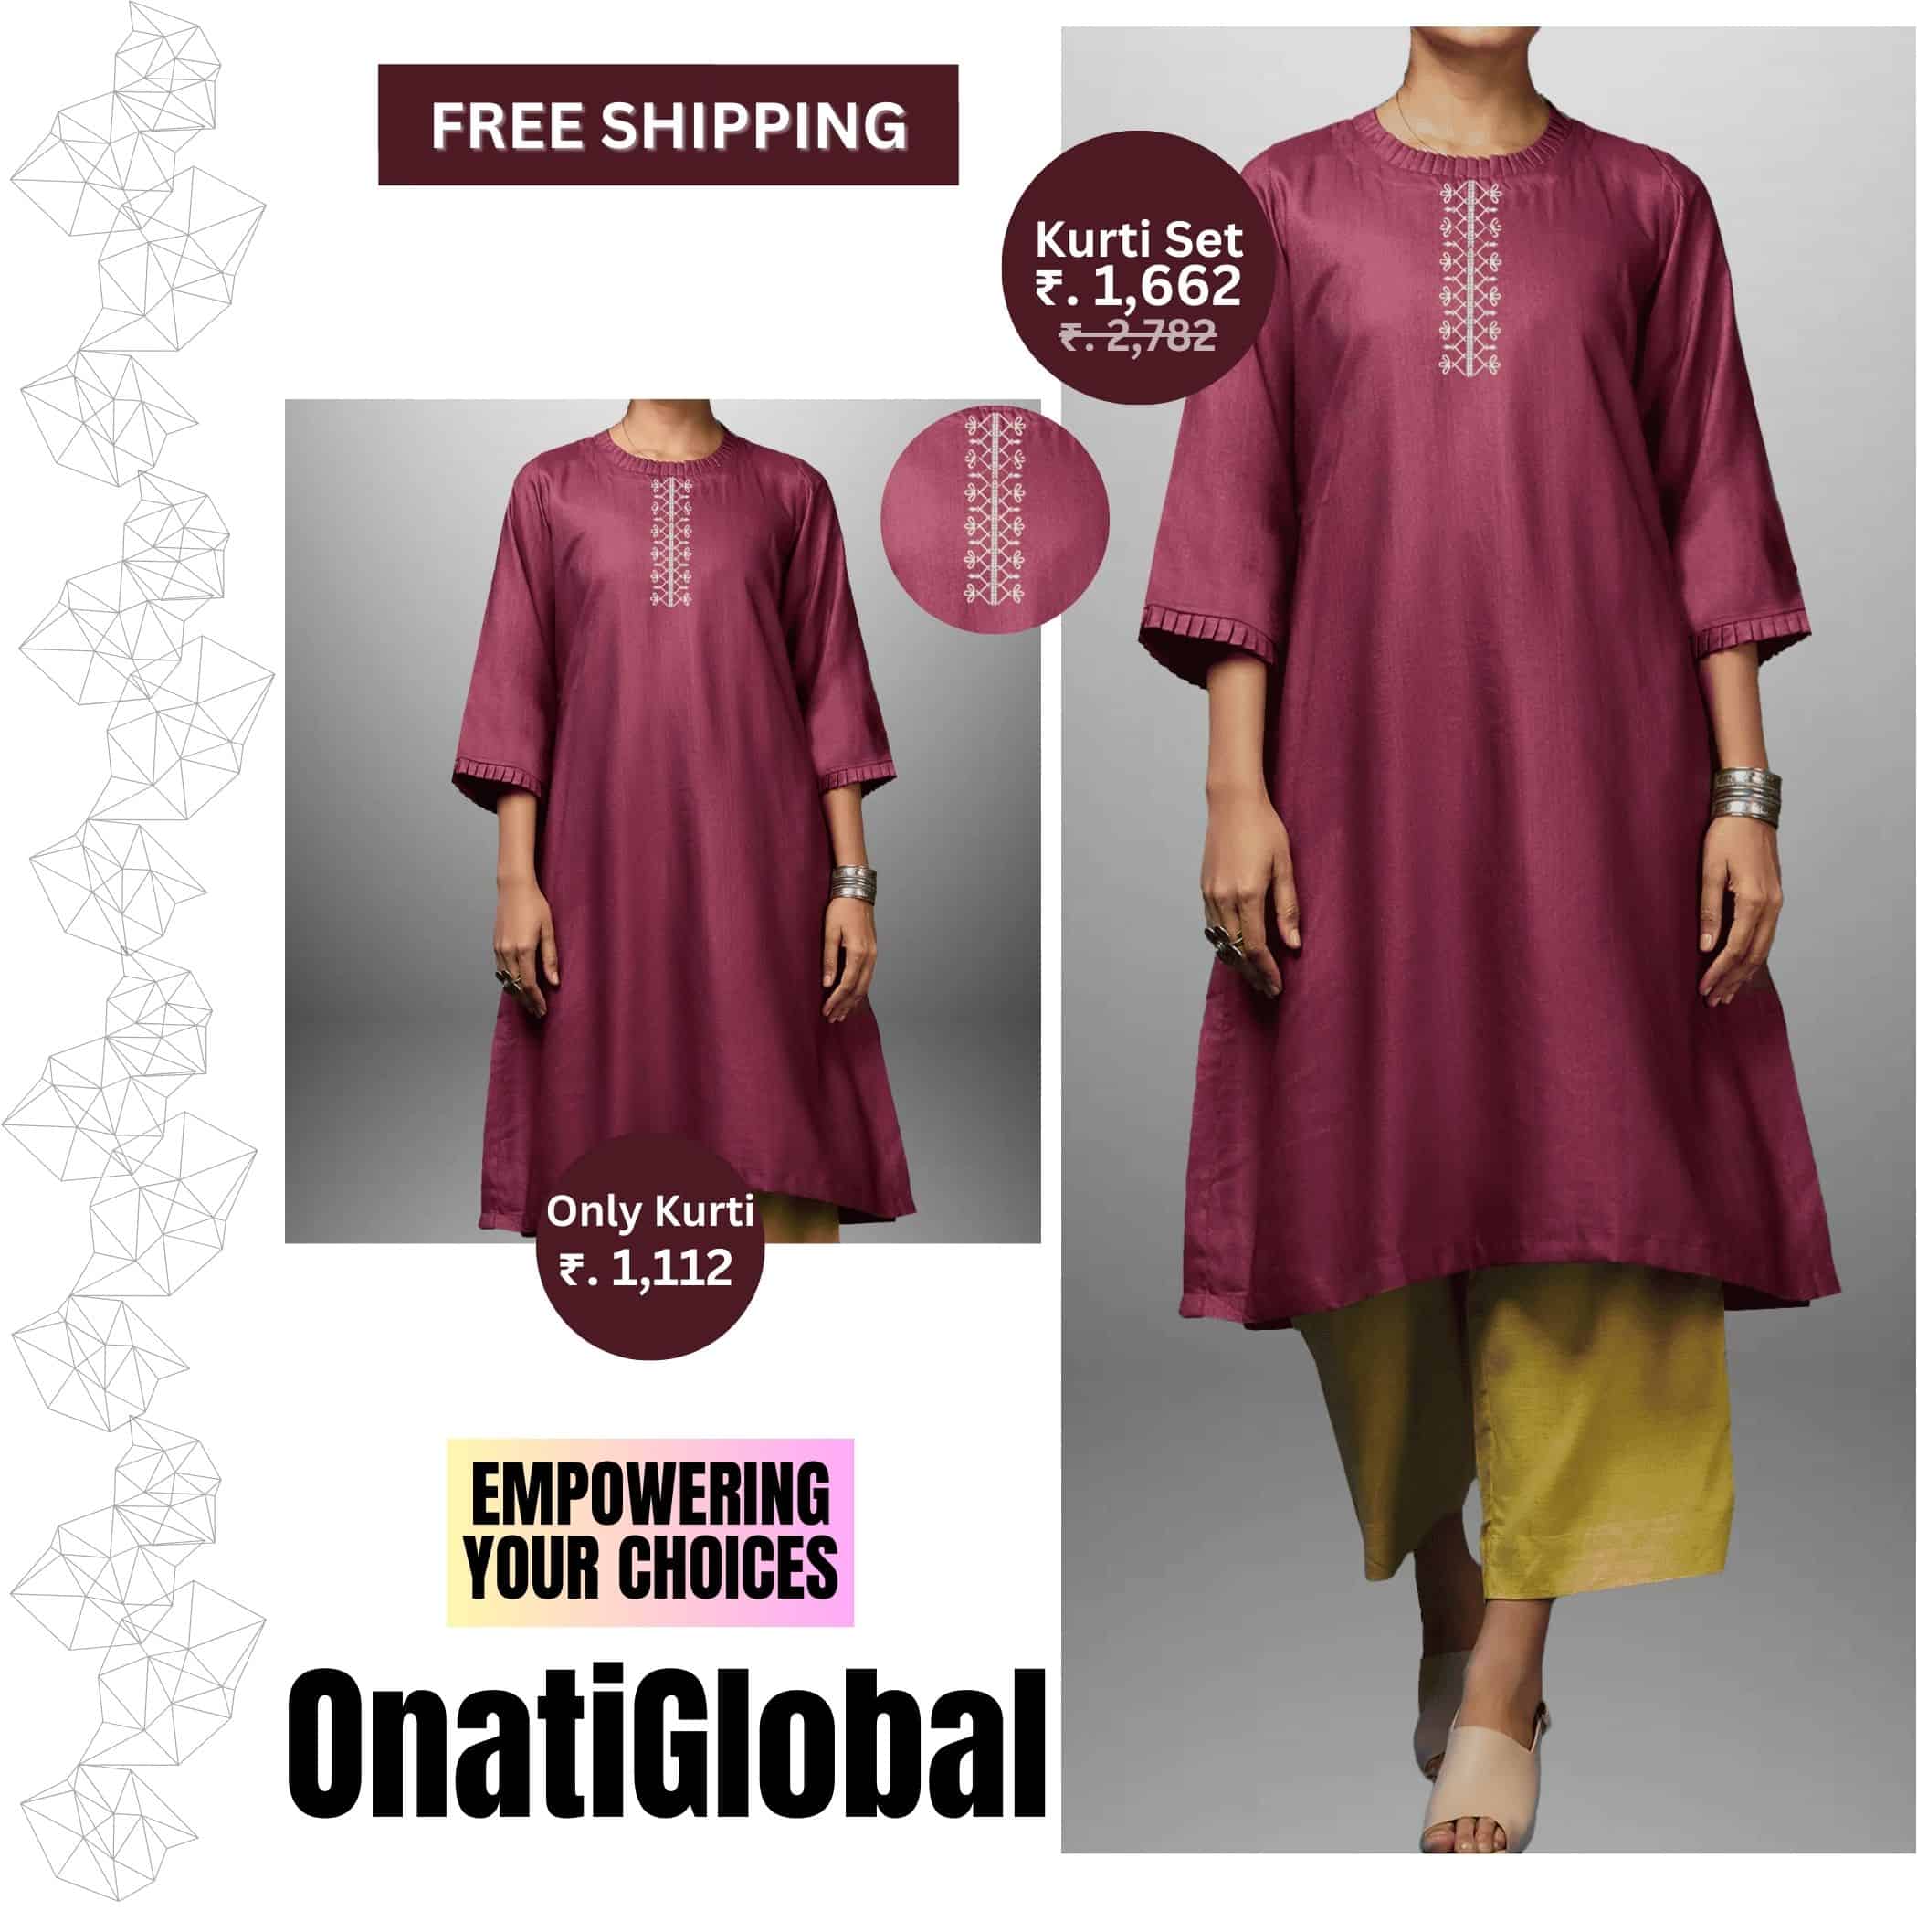 FREE SHIPPING
Kurti Set
₹. 1,662
₹. 2,782
Only Kurti
₹. 1,112
EMPOWERING
YOUR CHOICES
OnatiGlobal